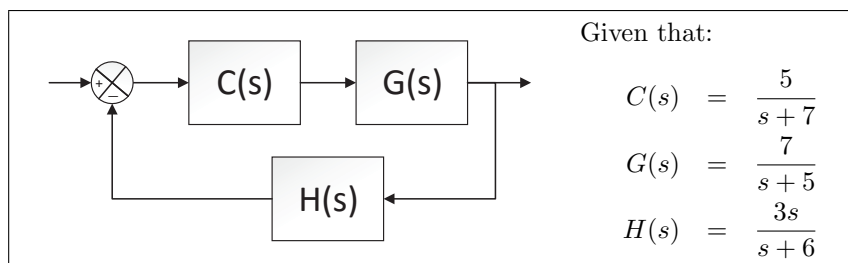 Given that:
C(s)
G(s)
H(s)
+
−
C(s) = 5/(s + 7)
G(s) = 7/(s + 5)
H(s) = 3s/(s + 6)